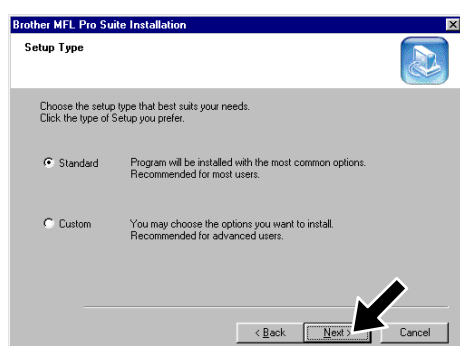 Brother MFL Pro Suite Installation
Setup Type
Choose the setup type that best suits your needs.
Click the type of Setup you prefer.
Standard Program will be installed with the most common options.
Recommended for most users.
Custom You may choose the options you want to install.
Recommended for advanced users.
< Back Next > Cancel